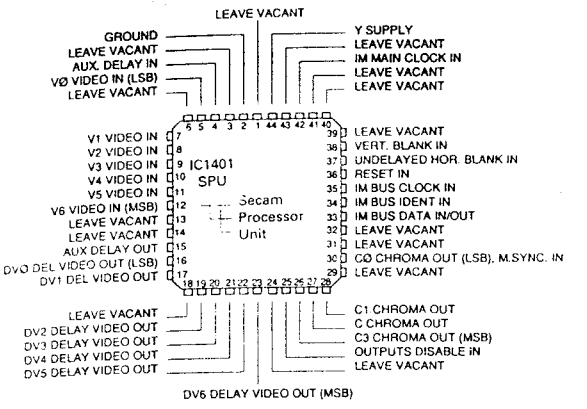 LEAVE VACANT
GROUND
LEAVE VACANT
AUX. DELAY IN
VØ VIDEO IN (LSB)
LEAVE VACANT
Y SUPPLY
LEAVE VACANT
IM MAIN CLOCK IN
LEAVE VACANT
LEAVE VACANT
6 5 4 3 2 1 44 43 42 41 40
V1 VIDEO IN 7
V2 VIDEO IN 8
V3 VIDEO IN 9
V4 VIDEO IN 10
V5 VIDEO IN 11
V6 VIDEO IN (MSB) 12
LEAVE VACANT 13
LEAVE VACANT 14
AUX DELAY OUT 15
DVØ DEL VIDEO OUT (LSB) 16
DV1 DEL VIDEO OUT 17
IC1401
SPU
Secam
Processor
Unit
39 LEAVE VACANT
38 VERT. BLANK IN
37 UNDELAYED HOR. BLANK IN
36 RESET IN
35 IM BUS CLOCK IN
34 IM BUS IDENT IN
33 IM BUS DATA IN/OUT
32 LEAVE VACANT
31 LEAVE VACANT
30 CØ CHROMA OUT (LSB), M.SYNC. IN
29 LEAVE VACANT
18 19 20 21 22 23 24 25 26 27 28
LEAVE VACANT
DV2 DELAY VIDEO OUT
DV3 DELAY VIDEO OUT
DV4 DELAY VIDEO OUT
DV5 DELAY VIDEO OUT
C1 CHROMA OUT
C CHROMA OUT
C3 CHROMA OUT (MSB)
OUTPUTS DISABLE IN
LEAVE VACANT
DV6 DELAY VIDEO OUT (MSB)